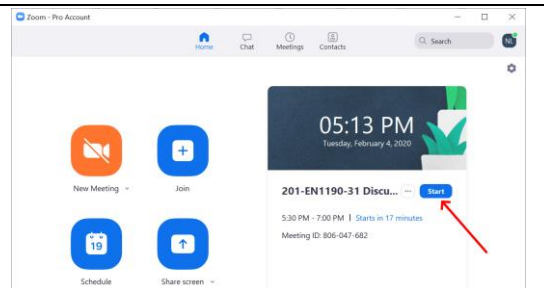 Zoom - Pro Account
Home
Chat
Meetings
Contacts
Search
NL
05:13 PM
Tuesday, February 4, 2020
New Meeting
Join
201-EN1190-31 Discu... ... Start
5:30 PM - 7:00 PM | Starts in 17 minutes
Meeting ID: 806-047-682
19
Schedule
Share screen